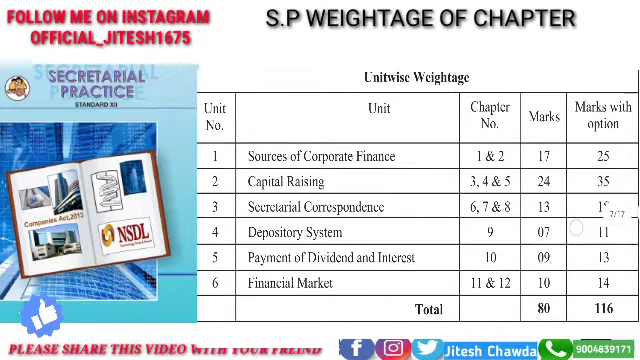 FOLLOW ME ON INSTAGRAM
OFFICIAL_JITESH1675
S.P WEIGHTAGE OF CHAPTER
SECRETARIAL
SECRETARIAL
PRACTICE
STANDARD XII
Companies Act,2013
NSDL
Unitwise Weightage
Unit No. Unit Chapter No. Marks Marks with option
1 Sources of Corporate Finance 1 & 2 17 25
2 Capital Raising 3, 4 & 5 24 35
3 Secretarial Correspondence 6, 7 & 8 13
7/17
4 Depository System 9 07 11
5 Payment of Dividend and Interest 10 09 13
6 Financial Market 11 & 12 10 14
Total 80 116
PLEASE SHARE THIS VIDEO WITH YOUR FREIND
Jitesh Chawda
9004839171